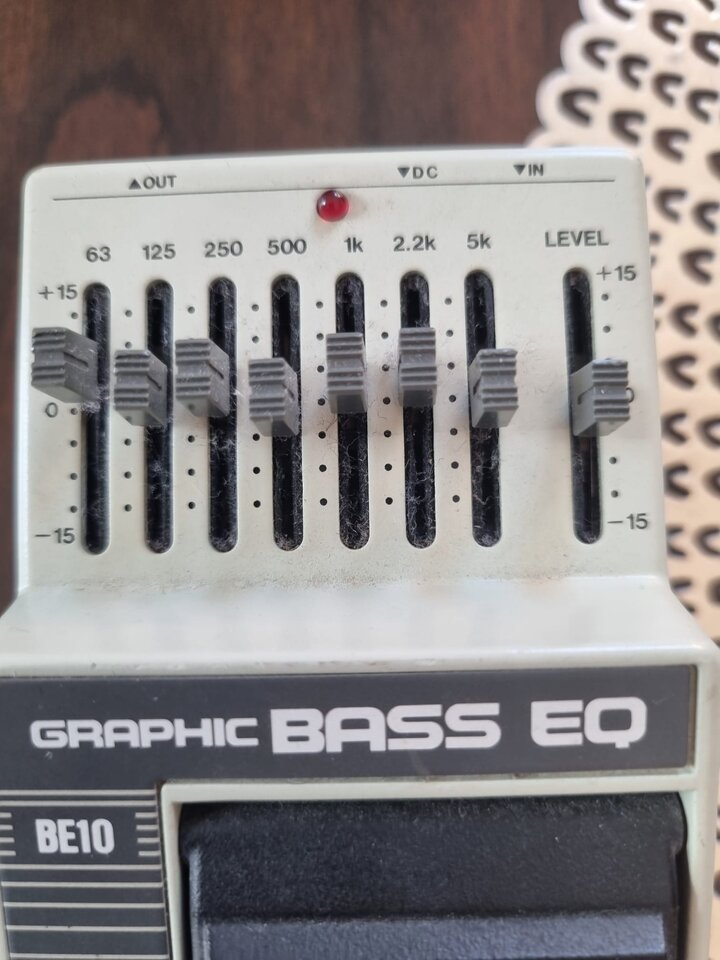 ▲OUT ▼DC ▼IN
63 125 250 500 1k 2.2k 5k LEVEL
+15 +15
0 0
-15 -15
GRAPHIC BASS EQ
BE10